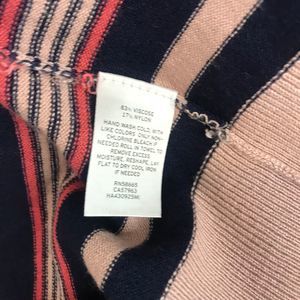 83% VISCOSE
17% NYLON
HAND WASH COLD, WITH
LIKE COLORS ONLY NON-
CHLORINE BLEACH IF
NEEDED ROLL IN TOWEL TO
REMOVE EXCESS
MOISTURE, RESHAPE, LAY
FLAT TO DRY COOL IRON
IF NEEDED
RN58665
CA57963
HAA30925MI